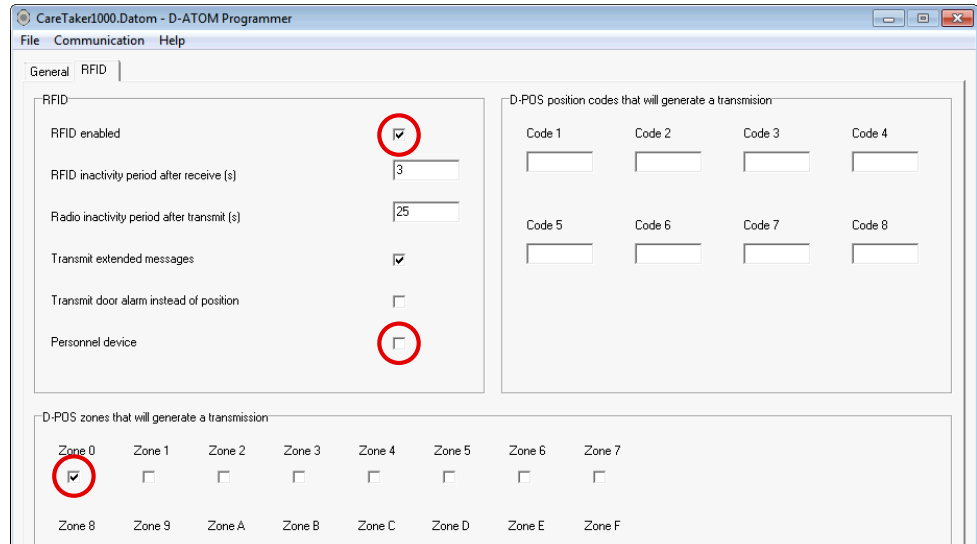 CareTaker1000.Datom - D-ATOM Programmer
File Communication Help
General RFID
RFID
RFID enabled
RFID inactivity period after receive (s)
3
Radio inactivity period after transmit (s)
25
Transmit extended messages
Transmit door alarm instead of position
Personnel device
D-POS position codes that will generate a transmision
Code 1 Code 2 Code 3 Code 4
Code 5 Code 6 Code 7 Code 8
D-POS zones that will generate a transmission
Zone 0 Zone 1 Zone 2 Zone 3 Zone 4 Zone 5 Zone 6 Zone 7
Zone 8 Zone 9 Zone A Zone B Zone C Zone D Zone E Zone F